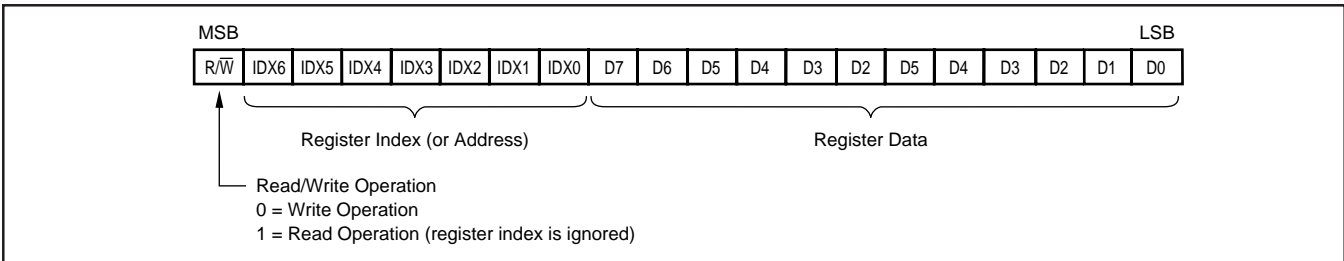 MSB LSB
R/W̅ IDX6 IDX5 IDX4 IDX3 IDX2 IDX1 IDX0 D7 D6 D5 D4 D3 D2 D5 D4 D3 D2 D1 D0
Register Index (or Address) Register Data
Read/Write Operation
0 = Write Operation
1 = Read Operation (register index is ignored)